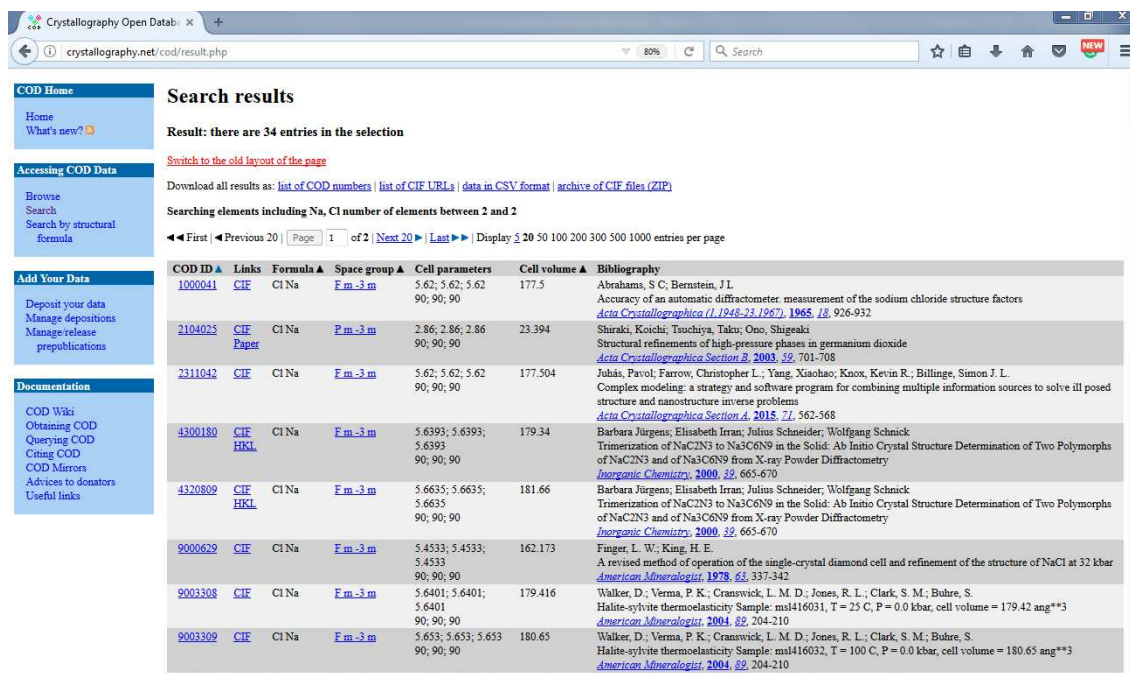 Crystallography Open Datab
crystallography.net/cod/result.php
80%
Search
NEW
COD Home
Home
What's new?
Accessing COD Data
Browse
Search
Search by structural
formula
Add Your Data
Deposit your data
Manage depositions
Manage/release
prepublications
Documentation
COD Wiki
Obtaining COD
Querying COD
Citing COD
COD Mirrors
Advices to donators
Useful links
Search results
Result: there are 34 entries in the selection
Switch to the old layout of the page
Download all results as: list of COD numbers | list of CIF URLs | data in CSV format | archive of CIF files (ZIP)
Searching elements including Na, Cl number of elements between 2 and 2
◄◄ First | ◄ Previous 20 | Page 1 of 2 | Next 20 ► | Last ►► | Display 5 20 50 100 200 300 500 1000 entries per page
COD ID ▲ Links Formula ▲ Space group ▲ Cell parameters Cell volume ▲ Bibliography
1000041 CIF Cl Na F m -3 m 5.62; 5.62; 5.62 177.5 Abrahams, S C; Bernstein, J L
90; 90; 90 Accuracy of an automatic diffractometer. measurement of the sodium chloride structure factors
Acta Crystallographica (1,1948-23,1967), 1965, 18, 926-932
2104025 CIF Cl Na P m -3 m 2.86; 2.86; 2.86 23.394 Shiraki, Koichi; Tsuchiya, Taku; Ono, Shigeaki
Paper 90; 90; 90 Structural refinements of high-pressure phases in germanium dioxide
Acta Crystallographica Section B, 2003, 59, 701-708
2311042 CIF Cl Na F m -3 m 5.62; 5.62; 5.62 177.504 Juhás, Pavol; Farrow, Christopher L.; Yang, Xiaohao; Knox, Kevin R.; Billinge, Simon J. L.
90; 90; 90 Complex modeling: a strategy and software program for combining multiple information sources to solve ill posed
structure and nanostructure inverse problems
Acta Crystallographica Section A, 2015, 71, 562-568
4300180 CIF Cl Na F m -3 m 5.6393; 5.6393; 179.34 Barbara Jürgens; Elisabeth Irran; Julius Schneider; Wolfgang Schnick
HKL 5.6393 Trimerization of NaC2N3 to Na3C6N9 in the Solid: Ab Initio Crystal Structure Determination of Two Polymorphs
90; 90; 90 of NaC2N3 and of Na3C6N9 from X-ray Powder Diffractometry
Inorganic Chemistry, 2000, 39, 665-670
4320809 CIF Cl Na F m -3 m 5.6635; 5.6635; 181.66 Barbara Jürgens; Elisabeth Irran; Julius Schneider; Wolfgang Schnick
HKL 5.6635 Trimerization of NaC2N3 to Na3C6N9 in the Solid: Ab Initio Crystal Structure Determination of Two Polymorphs
90; 90; 90 of NaC2N3 and of Na3C6N9 from X-ray Powder Diffractometry
Inorganic Chemistry, 2000, 39, 665-670
9000629 CIF Cl Na F m -3 m 5.4533; 5.4533; 162.173 Finger, L. W.; King, H. E.
5.4533 A revised method of operation of the single-crystal diamond cell and refinement of the structure of NaCl at 32 kbar
90; 90; 90 American Mineralogist, 1978, 63, 337-342
9003308 CIF Cl Na F m -3 m 5.6401; 5.6401; 179.416 Walker, D.; Verma, P. K.; Cranswick, L. M. D.; Jones, R. L.; Clark, S. M.; Buhre, S.
5.6401 Halite-sylvite thermoelasticity Sample: msl416031, T = 25 C, P = 0.0 kbar, cell volume = 179.42 ang**3
90; 90; 90 American Mineralogist, 2004, 89, 204-210
9003309 CIF Cl Na F m -3 m 5.653; 5.653; 5.653 180.65 Walker, D.; Verma, P. K.; Cranswick, L. M. D.; Jones, R. L.; Clark, S. M.; Buhre, S.
90; 90; 90 Halite-sylvite thermoelasticity Sample: msl416032, T = 100 C, P = 0.0 kbar, cell volume = 180.65 ang**3
American Mineralogist, 2004, 89, 204-210